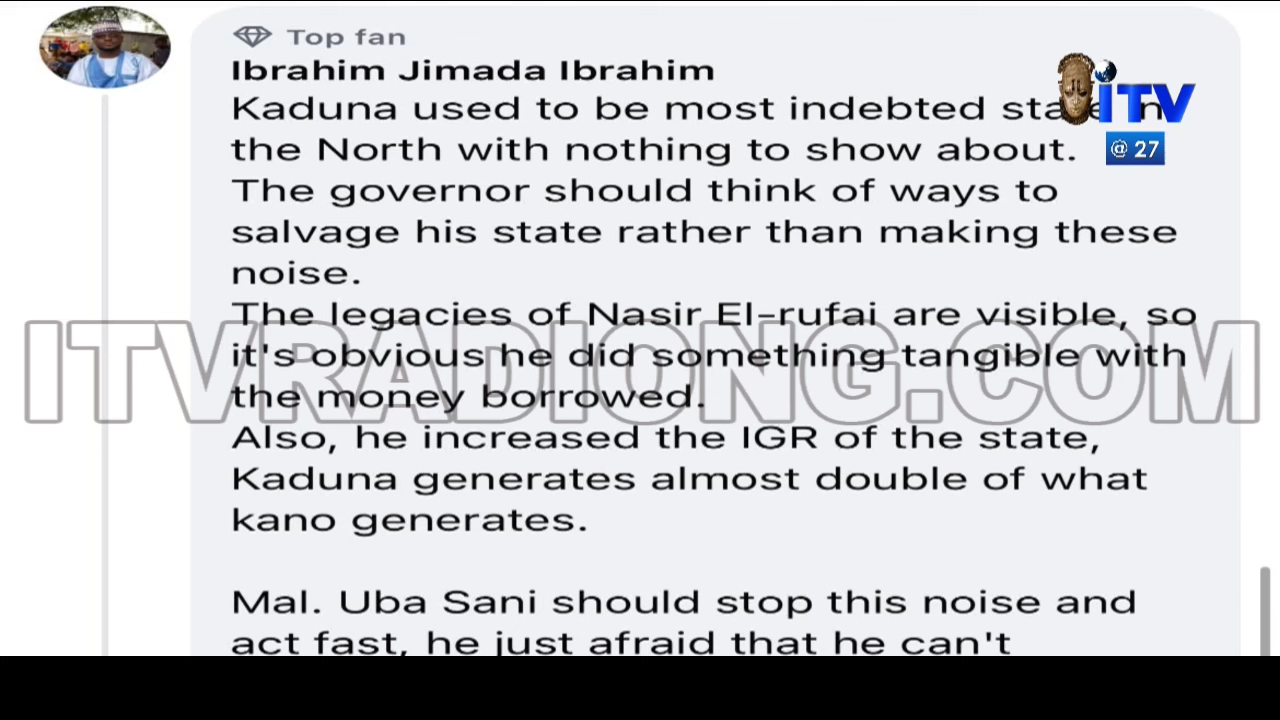 Top fan
Ibrahim Jimada Ibrahim
Kaduna used to be most indebted state in
the North with nothing to show about.
The governor should think of ways to
salvage his state rather than making these
noise.
The legacies of Nasir El-rufai are visible, so
it's obvious he did something tangible with
the money borrowed.
Also, he increased the IGR of the state,
Kaduna generates almost double of what
kano generates.
Mal. Uba Sani should stop this noise and
act fast, he just afraid that he can't
iTV
@ 27
ITVRADIONG.COM